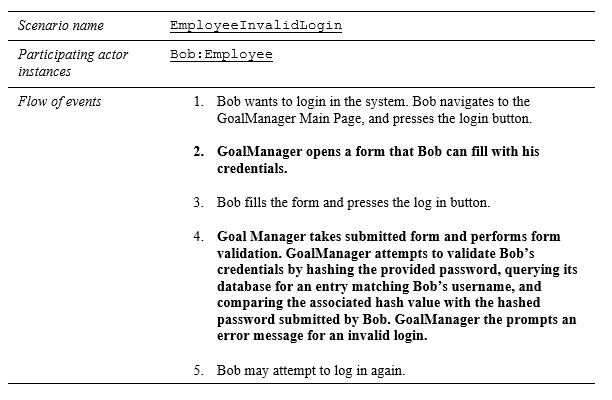 Scenario name EmployeeInvalidLogin
Participating actor Bob:Employee
instances
Flow of events 1. Bob wants to login in the system. Bob navigates to the
GoalManager Main Page, and presses the login button.
2. GoalManager opens a form that Bob can fill with his
credentials.
3. Bob fills the form and presses the log in button.
4. Goal Manager takes submitted form and performs form
validation. GoalManager attempts to validate Bob’s
credentials by hashing the provided password, querying its
database for an entry matching Bob’s username, and
comparing the associated hash value with the hashed
password submitted by Bob. GoalManager the prompts an
error message for an invalid login.
5. Bob may attempt to log in again.